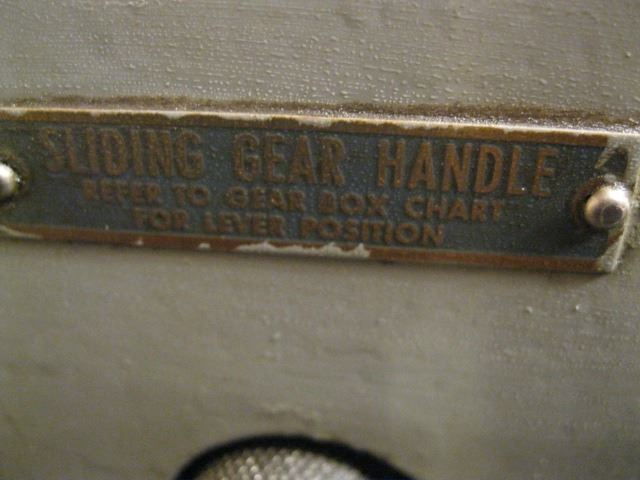 SLIDING GEAR HANDLE
REFER TO GEAR BOX CHART
FOR LEVER POSITION